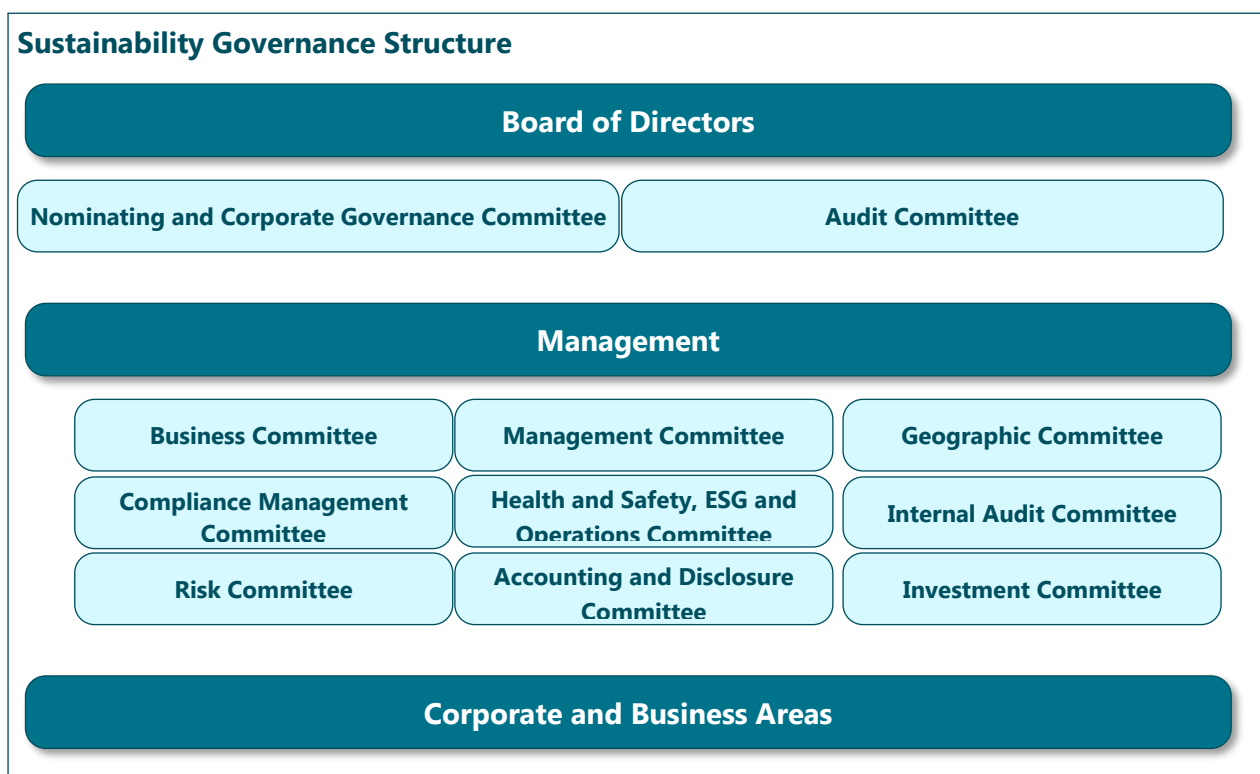 Sustainability Governance Structure
Board of Directors
Nominating and Corporate Governance Committee
Audit Committee
Management
Business Committee
Management Committee
Geographic Committee
Compliance Management
Committee
Health and Safety, ESG and
Operations Committee
Internal Audit Committee
Risk Committee
Accounting and Disclosure
Committee
Investment Committee
Corporate and Business Areas